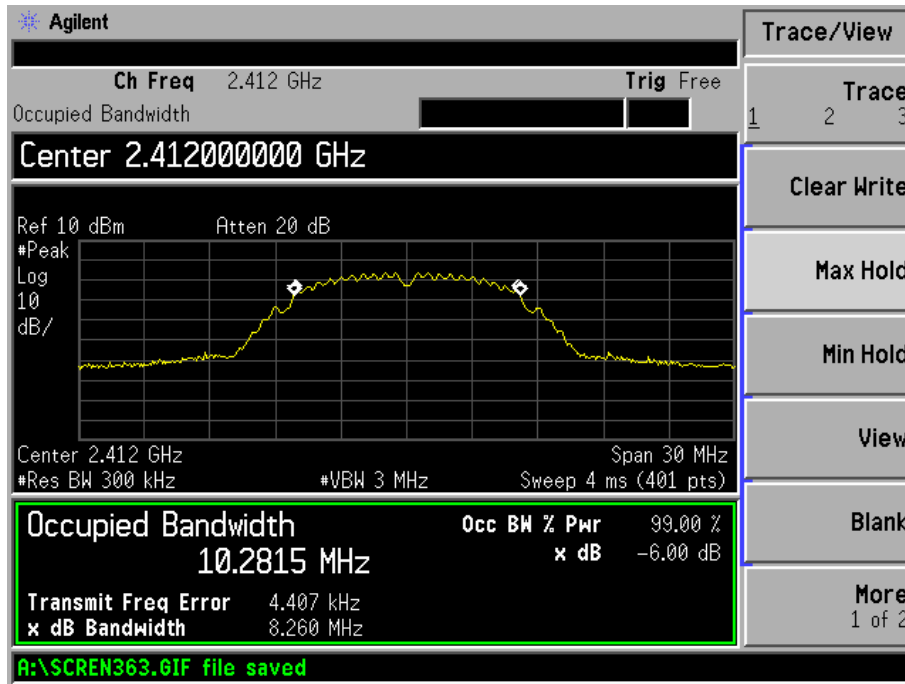 Agilent
Trace/View
Ch Freq 2.412 GHz Trig Free
Occupied Bandwidth
Trace
1 2 3
Center 2.412000000 GHz
Clear Write
Ref 10 dBm Atten 20 dB
#Peak
Log
10
dB/
Max Hold
Min Hold
View
Center 2.412 GHz Span 30 MHz
#Res BW 300 kHz #VBW 3 MHz Sweep 4 ms (401 pts)
Occupied Bandwidth Occ BW % Pwr 99.00 %
10.2815 MHz x dB -6.00 dB
Blank
Transmit Freq Error 4.407 kHz
x dB Bandwidth 8.260 MHz
More
1 of 2
A:\SCREN363.GIF file saved